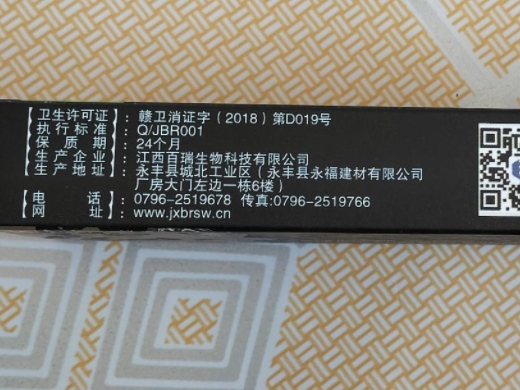 【卫生许可证】：赣卫消证字（2018）第D019号
【执行标准】：Q/JBR001
【保质期】：24个月
【生产企业】：江西百瑞生物科技有限公司
【生产地址】：永丰县城北工业区（永丰县永福建材有限公司
厂房大门左边一栋6楼）
【电话】：0796-2519678 传真:0796-2519766
【网址】：www.jxbrsw.cn